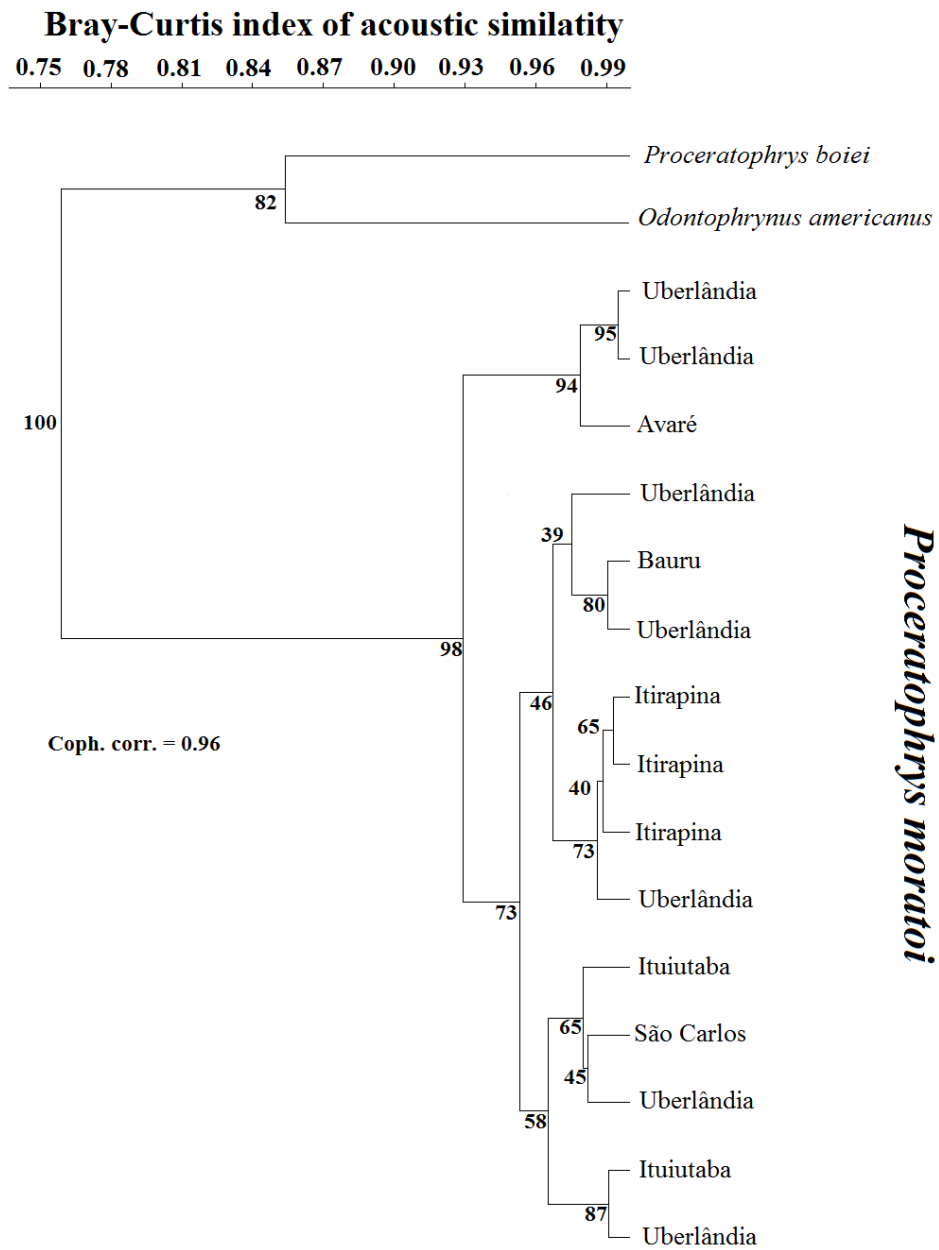 Bray-Curtis index of acoustic similatity
0.75 0.78 0.81 0.84 0.87 0.90 0.93 0.96 0.99
Proceratophrys boiei
82
Odontophrynus americanus
Uberlândia
95
Uberlândia
94
Avaré
100
Uberlândia
39
Bauru
80
Uberlândia
98
Itirapina
46
65
Itirapina
Coph. corr. = 0.96
40
Itirapina
73
Uberlândia
73
Ituiutaba
65
São Carlos
45
Uberlândia
58
Ituiutaba
87
Uberlândia
Proceratophrys moratoi